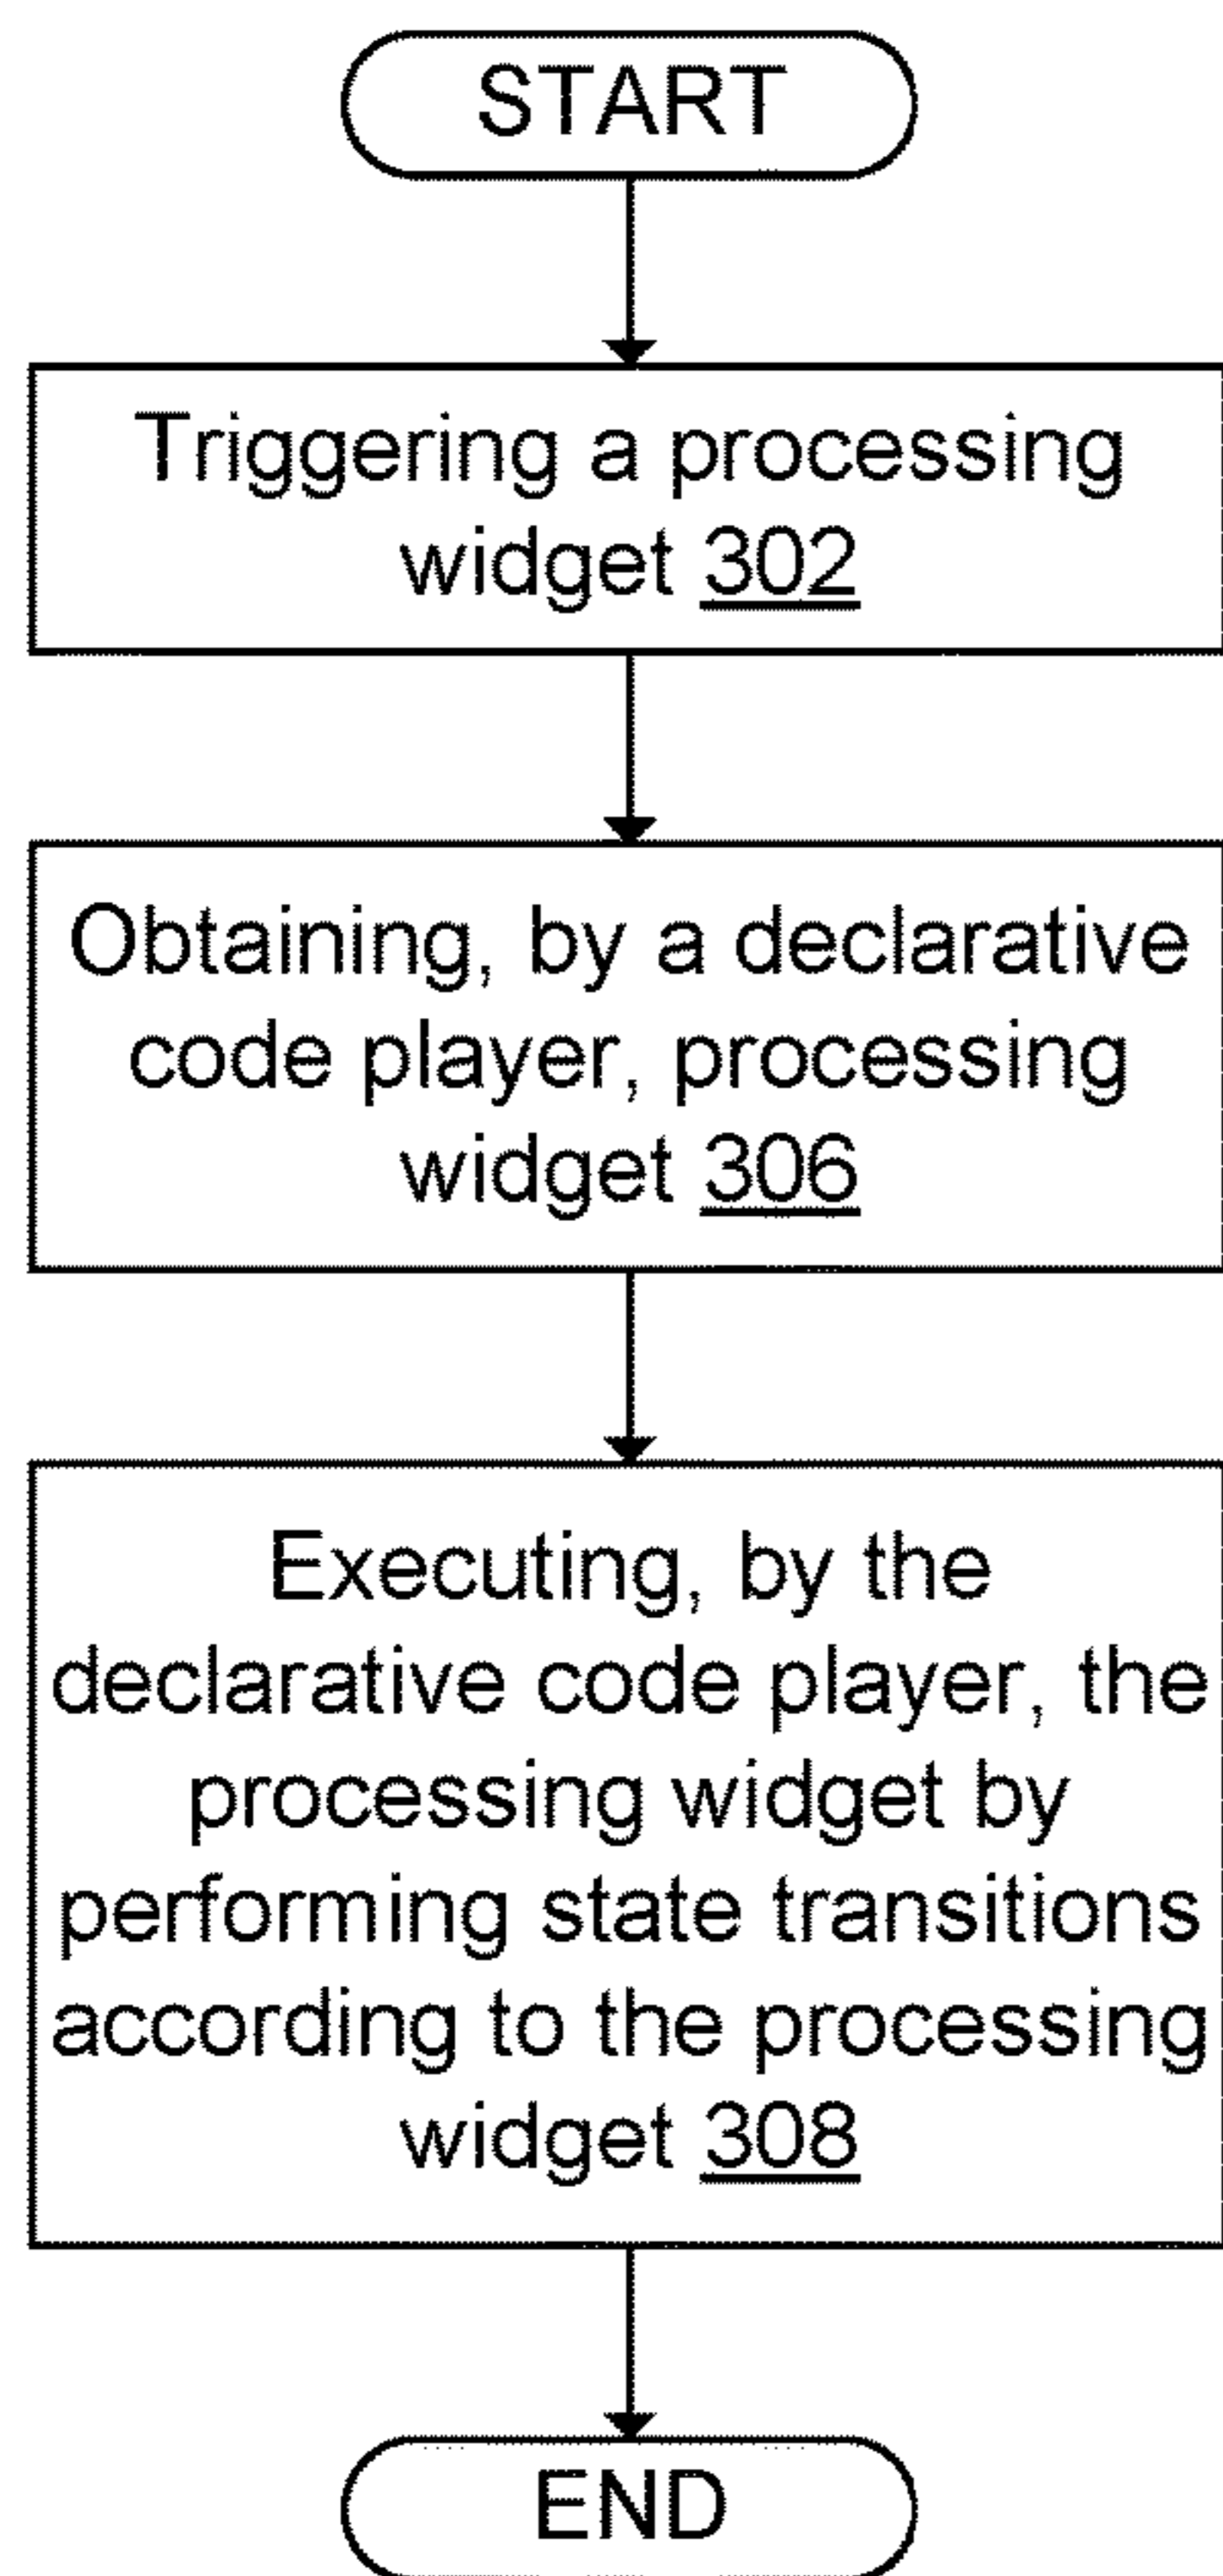 START
Triggering a processing
widget 302
Obtaining, by a declarative
code player, processing
widget 306
Executing, by the
declarative code player, the
processing widget by
performing state transitions
according to the processing
widget 308
END